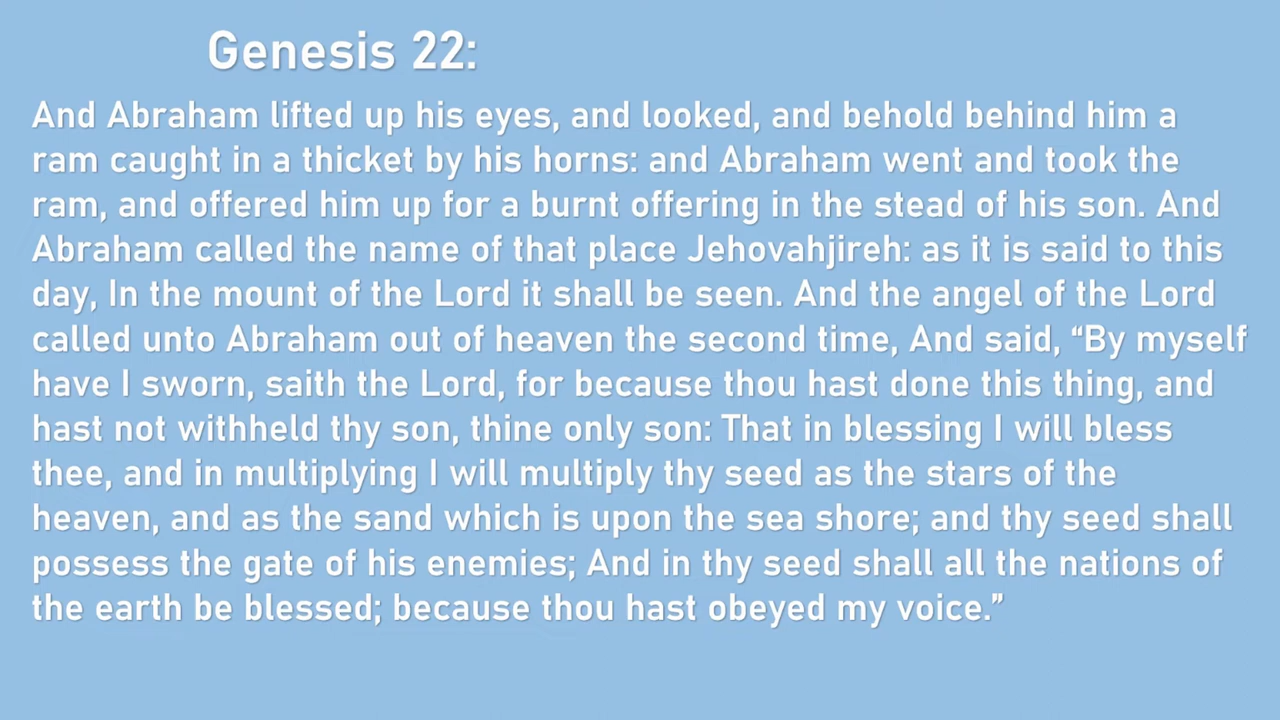 Genesis 22:
And Abraham lifted up his eyes, and looked, and behold behind him a
ram caught in a thicket by his horns: and Abraham went and took the
ram, and offered him up for a burnt offering in the stead of his son. And
Abraham called the name of that place Jehovahjireh: as it is said to this
day, In the mount of the Lord it shall be seen. And the angel of the Lord
called unto Abraham out of heaven the second time, And said, “By myself
have I sworn, saith the Lord, for because thou hast done this thing, and
hast not withheld thy son, thine only son: That in blessing I will bless
thee, and in multiplying I will multiply thy seed as the stars of the
heaven, and as the sand which is upon the sea shore; and thy seed shall
possess the gate of his enemies; And in thy seed shall all the nations of
the earth be blessed; because thou hast obeyed my voice.”